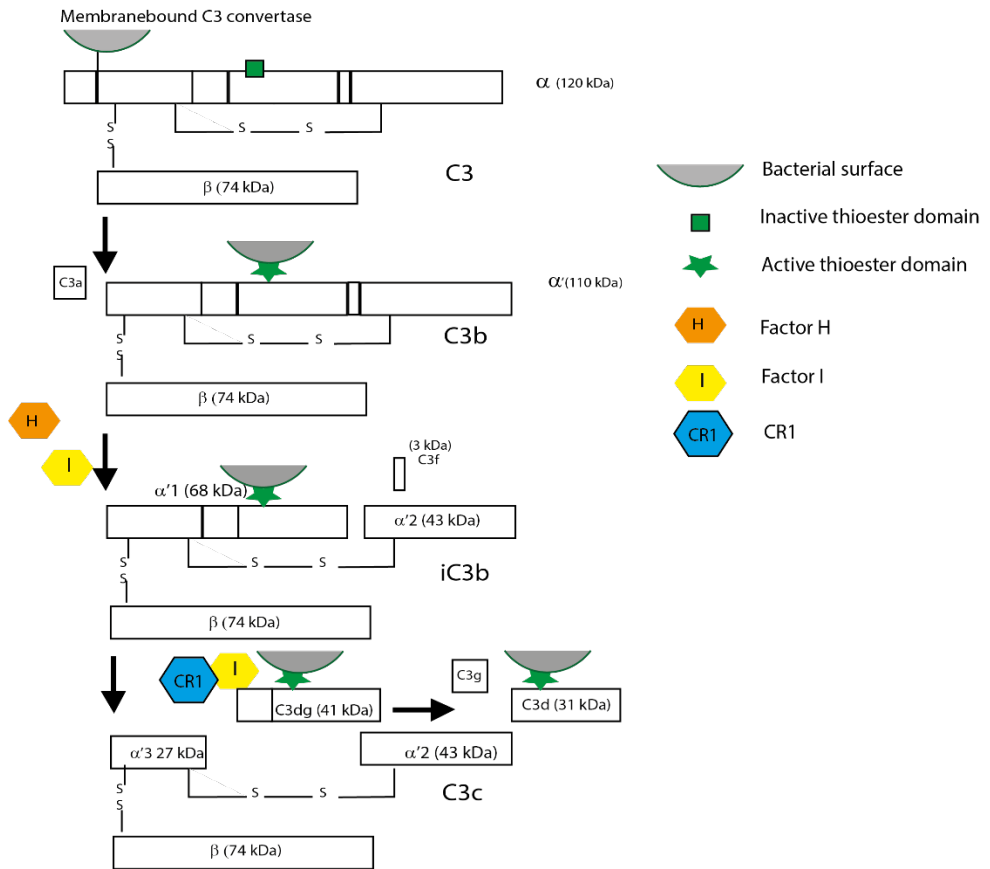 Membranebound C3 convertase
α (120 kDa)
S
S
S
S
β (74 kDa)
C3
Bacterial surface
Inactive thioester domain
Active thioester domain
H
Factor H
I
Factor I
CR1
CR1
C3a
α'(110 kDa)
S
S
S
S
C3b
β (74 kDa)
H
I
(3 kDa)
C3f
α'1 (68 kDa)
α'2 (43 kDa)
S
S
S
S
iC3b
β (74 kDa)
CR1
I
C3dg (41 kDa)
C3g
C3d (31 kDa)
α'3 27 kDa
α'2 (43 kDa)
S
S
S
S
C3c
β (74 kDa)